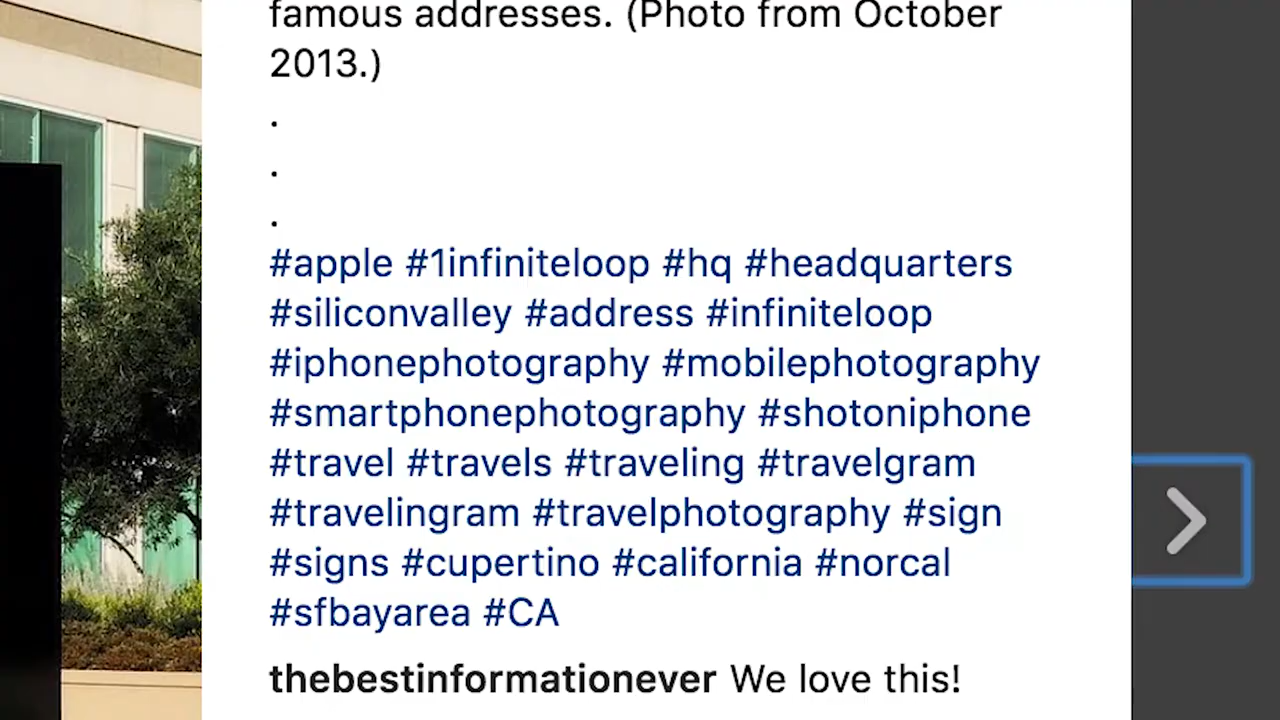 famous addresses. (Photo from October
2013.)
.
.
.
#apple #1infiniteloop #hq #headquarters
#siliconvalley #address #infiniteloop
#iphonephotography #mobilephotography
#smartphonephotography #shotoniphone
#travel #travels #traveling #travelgram
#travelingram #travelphotography #sign
#signs #cupertino #california #norcal
#sfbayarea #CA
thebestinformationever We love this!